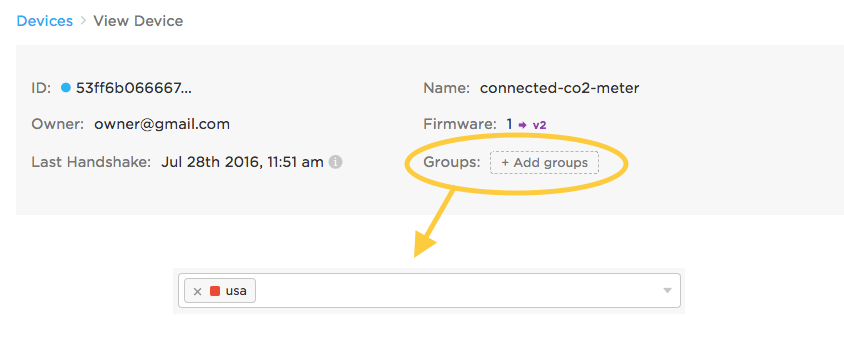 Devices > View Device
ID: 53ff6b066667...
Name: connected-co2-meter
Owner: owner@gmail.com
Firmware: 1 → v2
Last Handshake: Jul 28th 2016, 11:51 am i
Groups: + Add groups
× usa